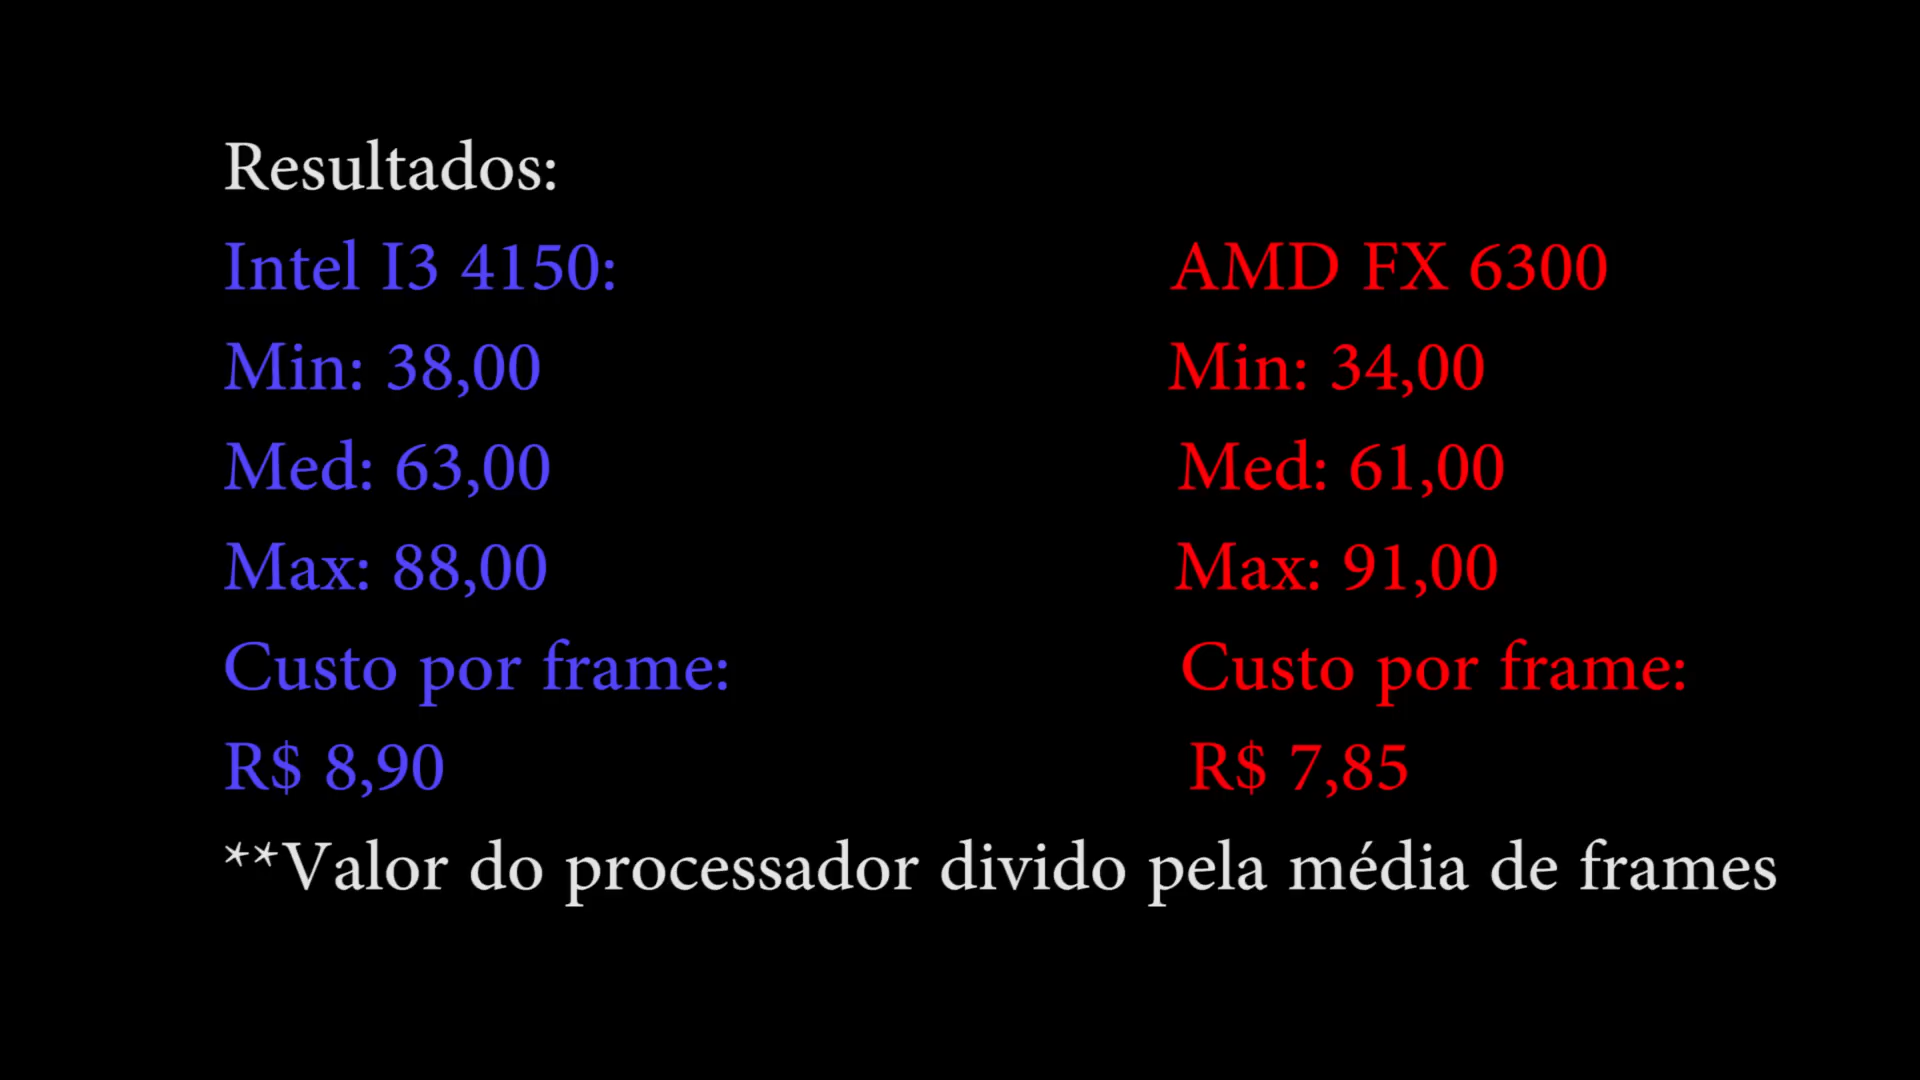 Resultados:
Intel I3 4150: AMD FX 6300
Min: 38,00 Min: 34,00
Med: 63,00 Med: 61,00
Max: 88,00 Max: 91,00
Custo por frame: Custo por frame:
R$ 8,90 R$ 7,85
**Valor do processador divido pela média de frames